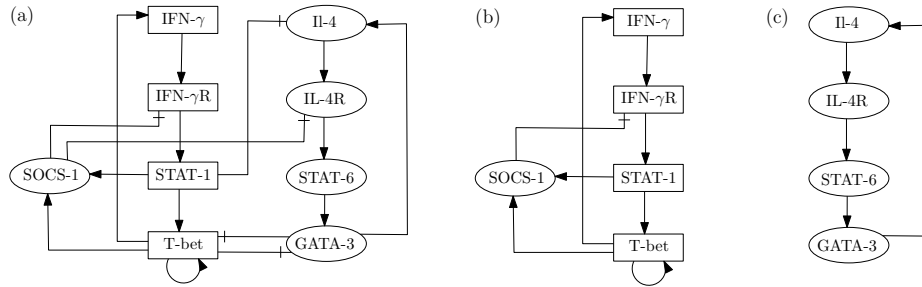 (a)
IFN-γ
Il-4
IFN-γR
IL-4R
SOCS-1
STAT-1
STAT-6
T-bet
GATA-3
(b)
IFN-γ
IFN-γR
SOCS-1
STAT-1
T-bet
(c)
Il-4
IL-4R
STAT-6
GATA-3